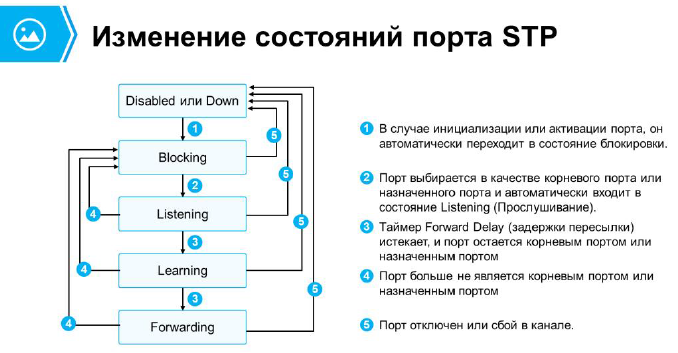 Изменение состояний порта STP
Disabled или Down
1
5
Blocking
2
5
4
Listening
3
5
4
Learning
3
5
4
Forwarding
1 В случае инициализации или активации порта, он
автоматически переходит в состояние блокировки.
2 Порт выбирается в качестве корневого порта или
назначенного порта и автоматически входит в
состояние Listening (Прослушивание).
3 Таймер Forward Delay (задержки пересылки)
истекает, и порт остается корневым портом или
назначенным портом
4 Порт больше не является корневым портом или
назначенным портом
5 Порт отключен или сбой в канале.